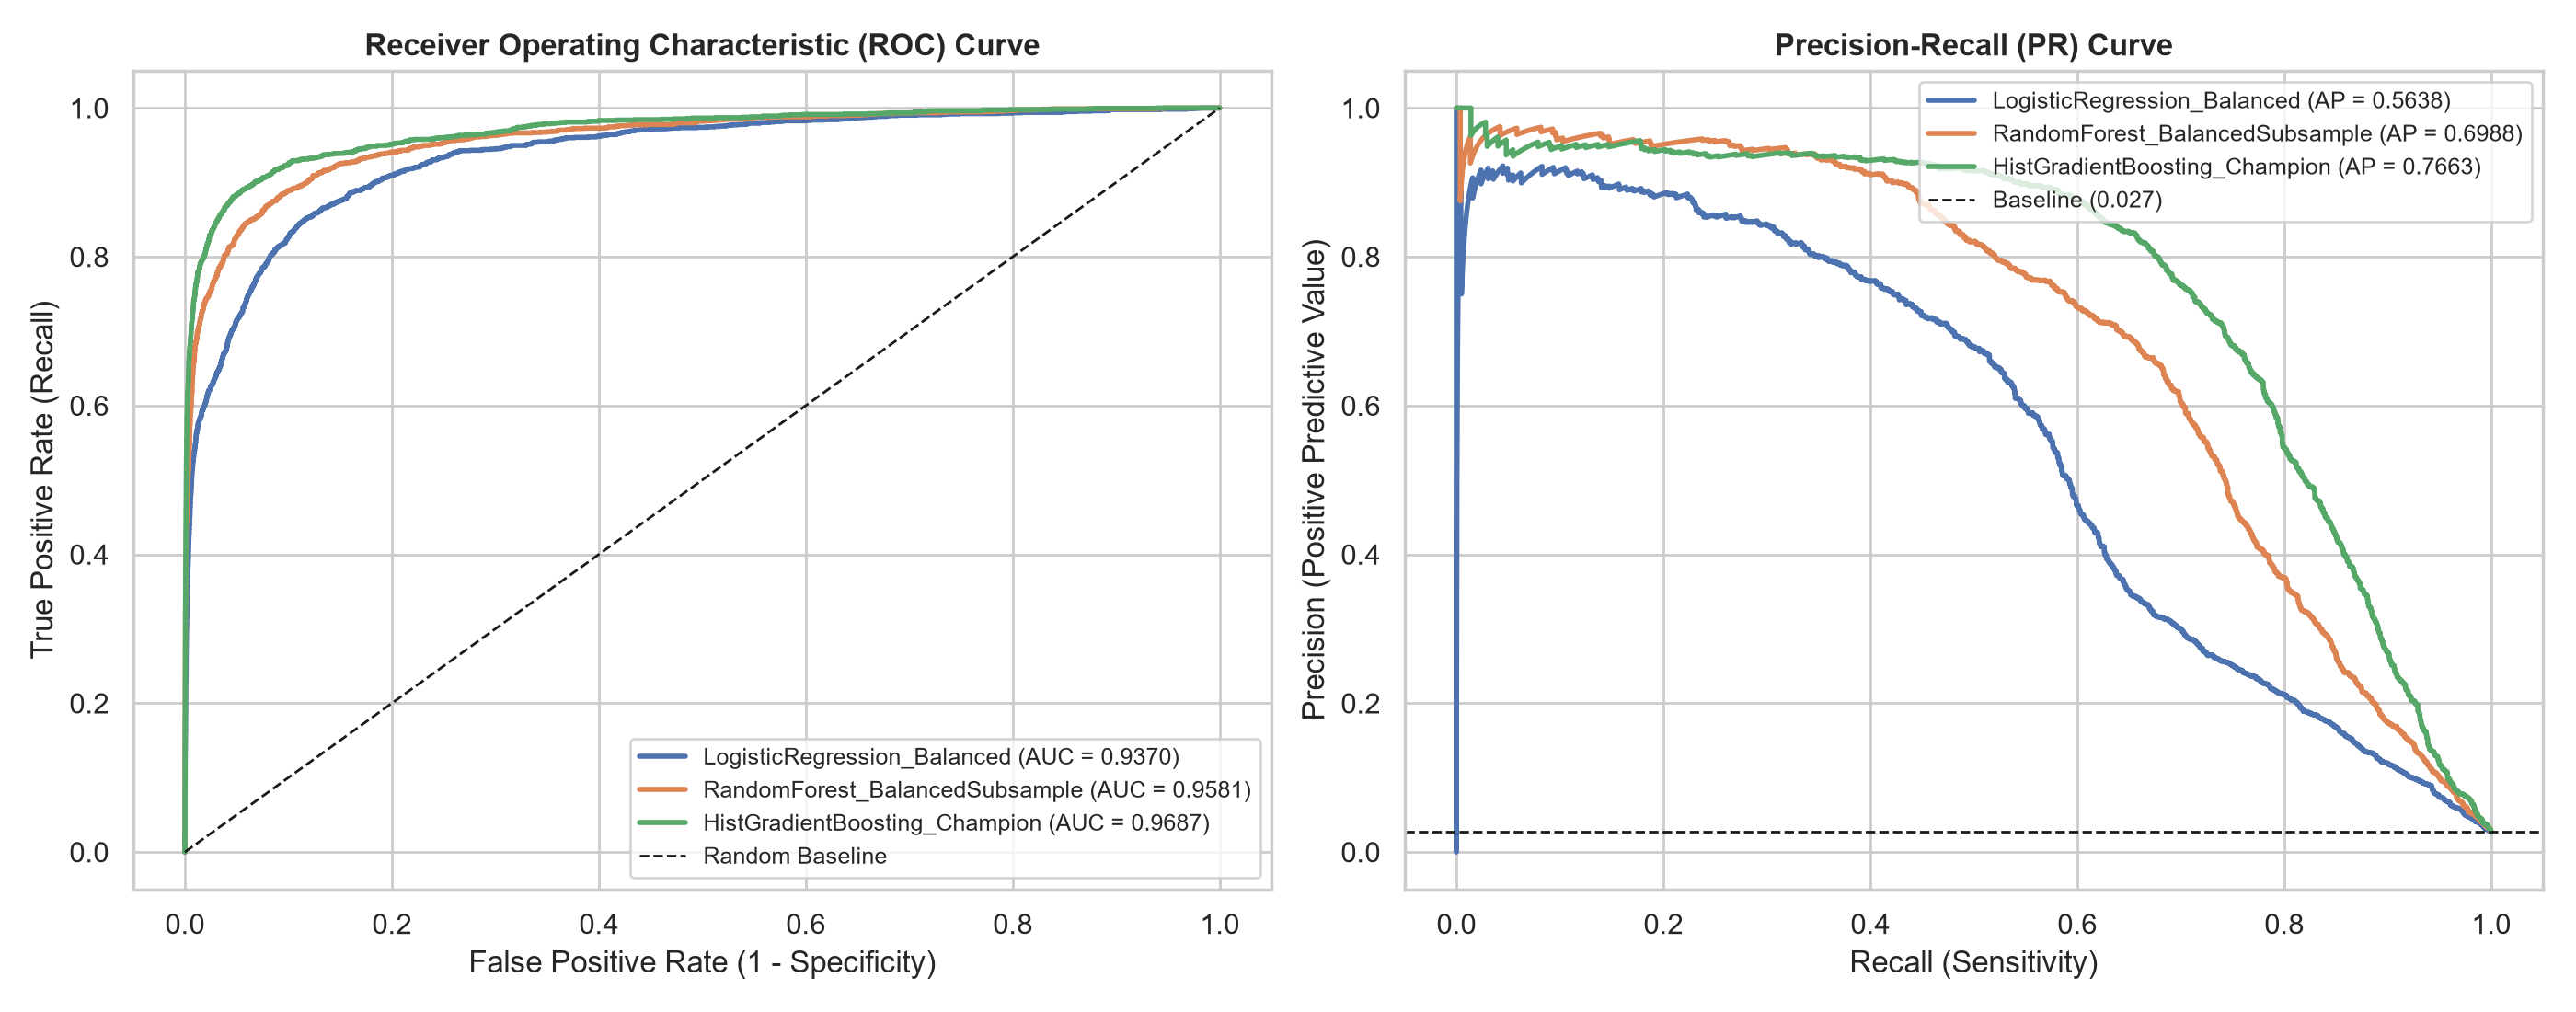 Receiver Operating Characteristic (ROC) Curve
True Positive Rate (Recall)
1.0
0.8
0.6
0.4
0.2
0.0
LogisticRegression_Balanced (AUC = 0.9370)
RandomForest_BalancedSubsample (AUC = 0.9581)
HistGradientBoosting_Champion (AUC = 0.9687)
Random Baseline
0.0 0.2 0.4 0.6 0.8 1.0
False Positive Rate (1 - Specificity)
Precision-Recall (PR) Curve
Precision (Positive Predictive Value)
1.0
0.8
0.6
0.4
0.2
0.0
LogisticRegression_Balanced (AP = 0.5638)
RandomForest_BalancedSubsample (AP = 0.6988)
HistGradientBoosting_Champion (AP = 0.7663)
Baseline (0.027)
0.0 0.2 0.4 0.6 0.8 1.0
Recall (Sensitivity)